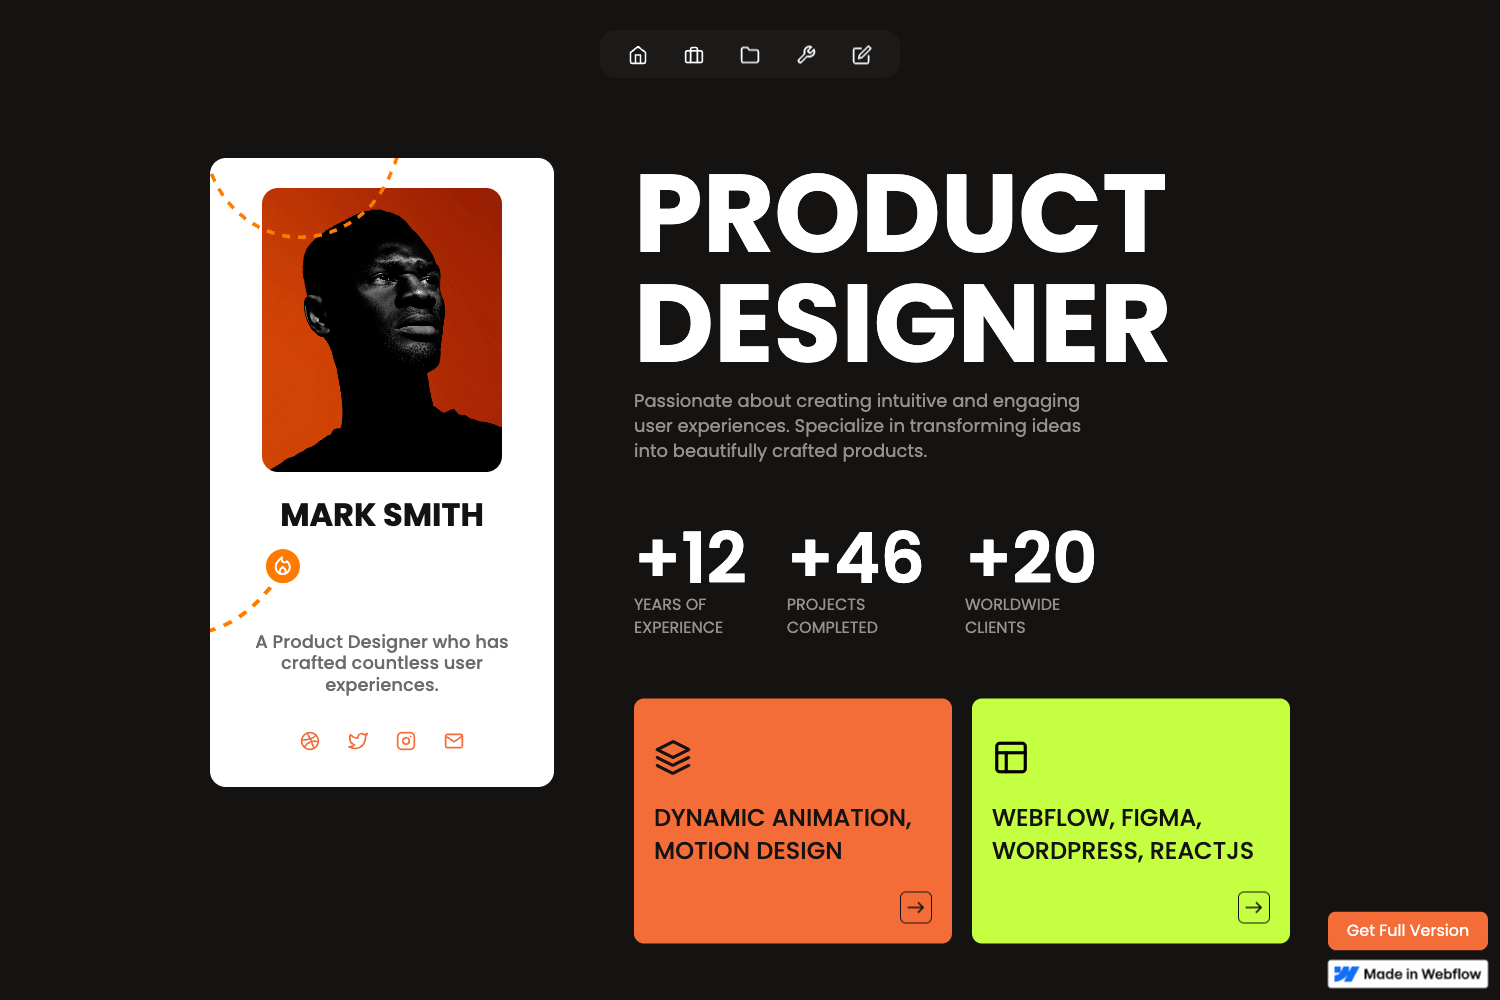 MARK SMITH
A Product Designer who has
crafted countless user
experiences.
PRODUCT
DESIGNER
Passionate about creating intuitive and engaging
user experiences. Specialize in transforming ideas
into beautifully crafted products.
+12
YEARS OF
EXPERIENCE
+46
PROJECTS
COMPLETED
+20
WORLDWIDE
CLIENTS
DYNAMIC ANIMATION,
MOTION DESIGN
WEBFLOW, FIGMA,
WORDPRESS, REACTJS
Get Full Version
Made in Webflow